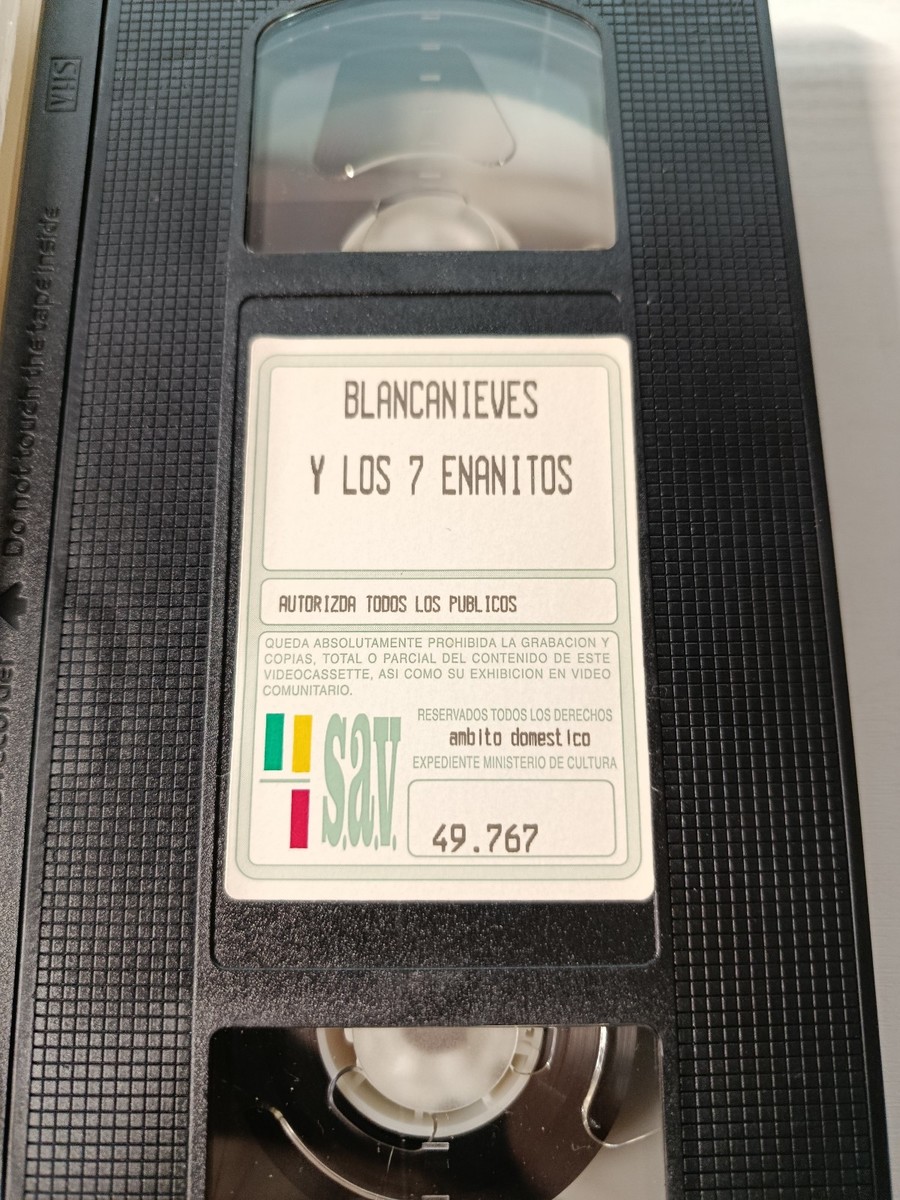 VHS
Do not touch the tape inside
BLANCANIEVES
Y LOS 7 ENANITOS
AUTORIZDA TODOS LOS PUBLICOS
QUEDA ABSOLUTAMENTE PROHIBIDA LA GRABACION Y
COPIAS, TOTAL O PARCIAL DEL CONTENIDO DE ESTE
VIDEOCASSETTE, ASI COMO SU EXHIBICION EN VIDEO
COMUNITARIO.
s.a.v.
RESERVADOS TODOS LOS DERECHOS
ambito domestico
EXPEDIENTE MINISTERIO DE CULTURA
49.767